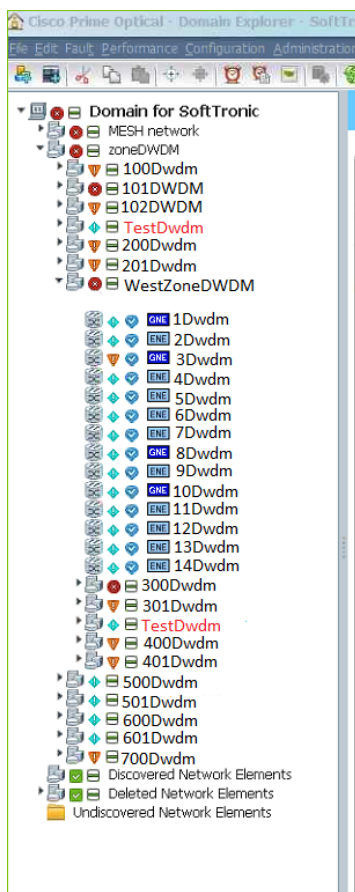 Cisco Prime Optical - Domain Explorer - SoftTr
File Edit Fault Performance Configuration Administration
Domain for SoftTronic
MESH network
zoneDWDM
100Dwdm
101DWDM
102DWDM
TestDwdm
200Dwdm
201Dwdm
WestZoneDWDM
GNE 1Dwdm
ENE 2Dwdm
GNE 3Dwdm
ENE 4Dwdm
ENE 5Dwdm
ENE 6Dwdm
ENE 7Dwdm
GNE 8Dwdm
ENE 9Dwdm
GNE 10Dwdm
ENE 11Dwdm
ENE 12Dwdm
ENE 13Dwdm
ENE 14Dwdm
300Dwdm
301Dwdm
TestDwdm
400Dwdm
401Dwdm
500Dwdm
501Dwdm
600Dwdm
601Dwdm
700Dwdm
Discovered Network Elements
Deleted Network Elements
Undiscovered Network Elements